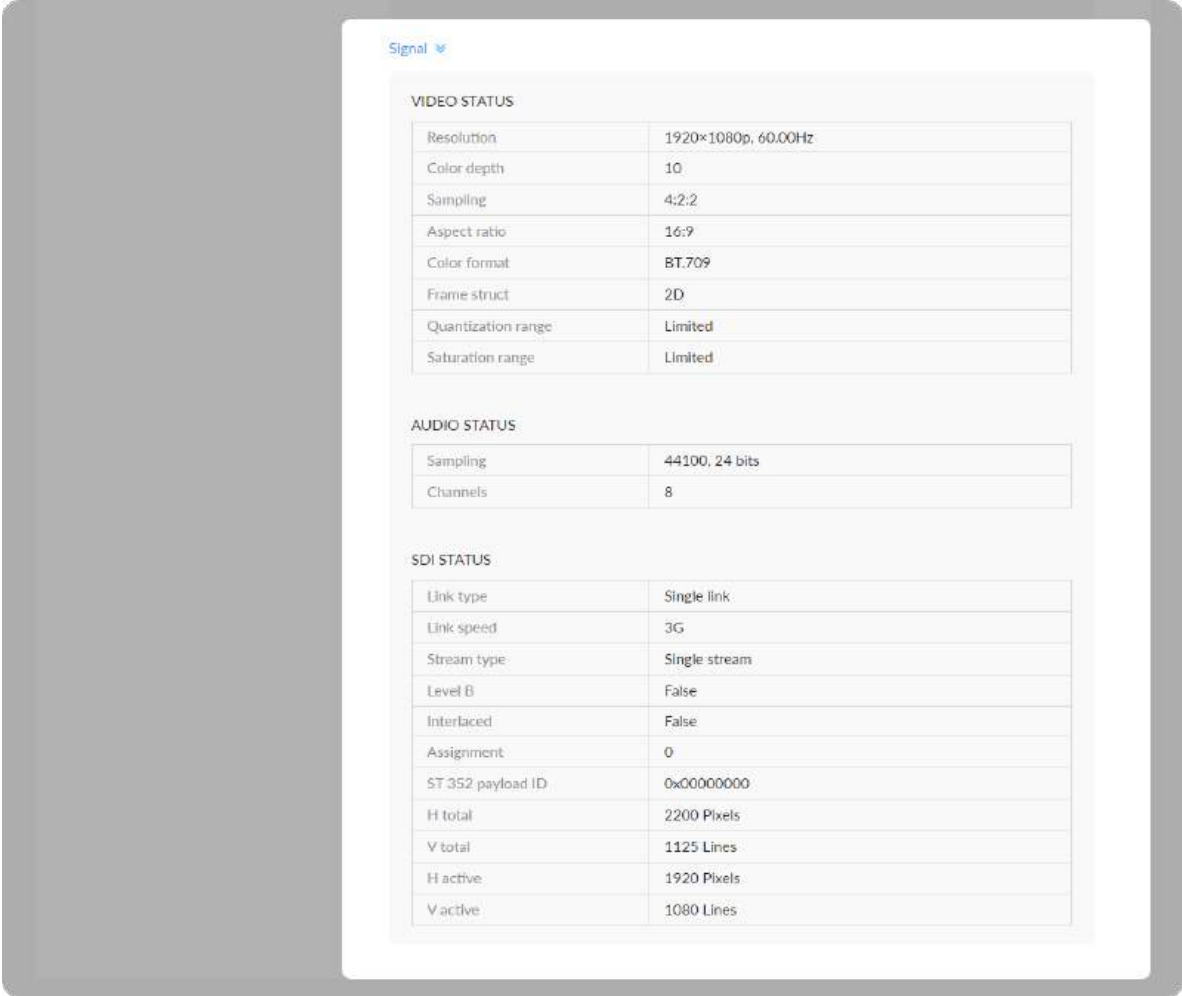 Signal
VIDEO STATUS
Resolution 1920×1080p, 60.00Hz
Color depth 10
Sampling 4:2:2
Aspect ratio 16:9
Color format BT.709
Frame struct 2D
Quantization range Limited
Saturation range Limited
AUDIO STATUS
Sampling 44100, 24 bits
Channels 8
SDI STATUS
Link type Single link
Link speed 3G
Stream type Single stream
Level B False
Interlaced False
Assignment 0
ST 352 payload ID 0x00000000
H total 2200 Pixels
V total 1125 Lines
H active 1920 Pixels
V active 1080 Lines